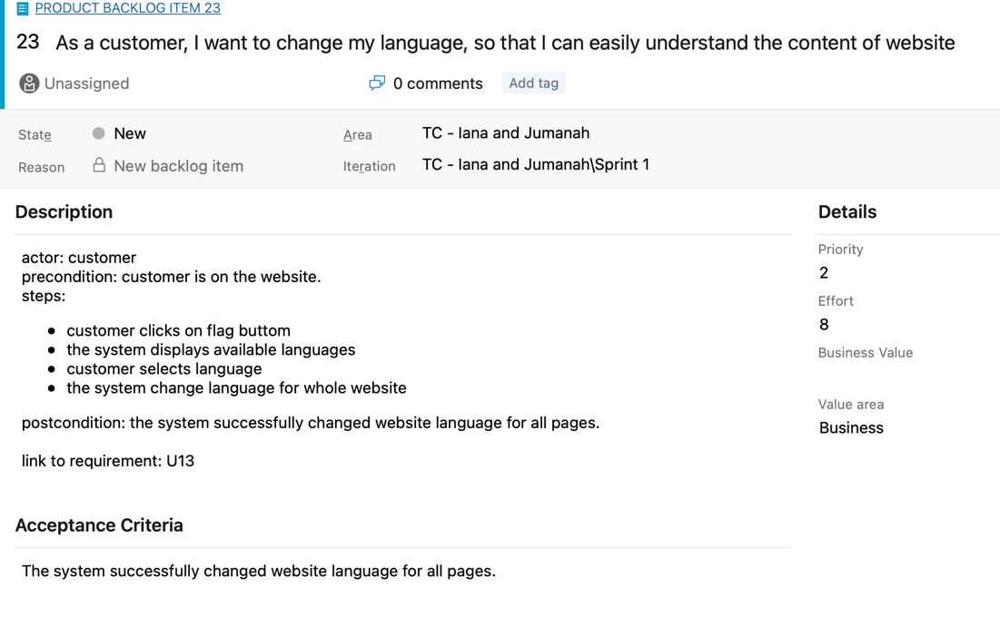 PRODUCT BACKLOG ITEM 23
23 As a customer, I want to change my language, so that I can easily understand the content of website
Unassigned
0 comments
Add tag
State
New
Area
TC - Iana and Jumanah
Reason
New backlog item
Iteration
TC - Iana and Jumanah\Sprint 1
Description
actor: customer
precondition: customer is on the website.
steps:
customer clicks on flag buttom
the system displays available languages
customer selects language
the system change language for whole website
postcondition: the system successfully changed website language for all pages.
link to requirement: U13
Acceptance Criteria
The system successfully changed website language for all pages.
Details
Priority
2
Effort
8
Business Value
Value area
Business